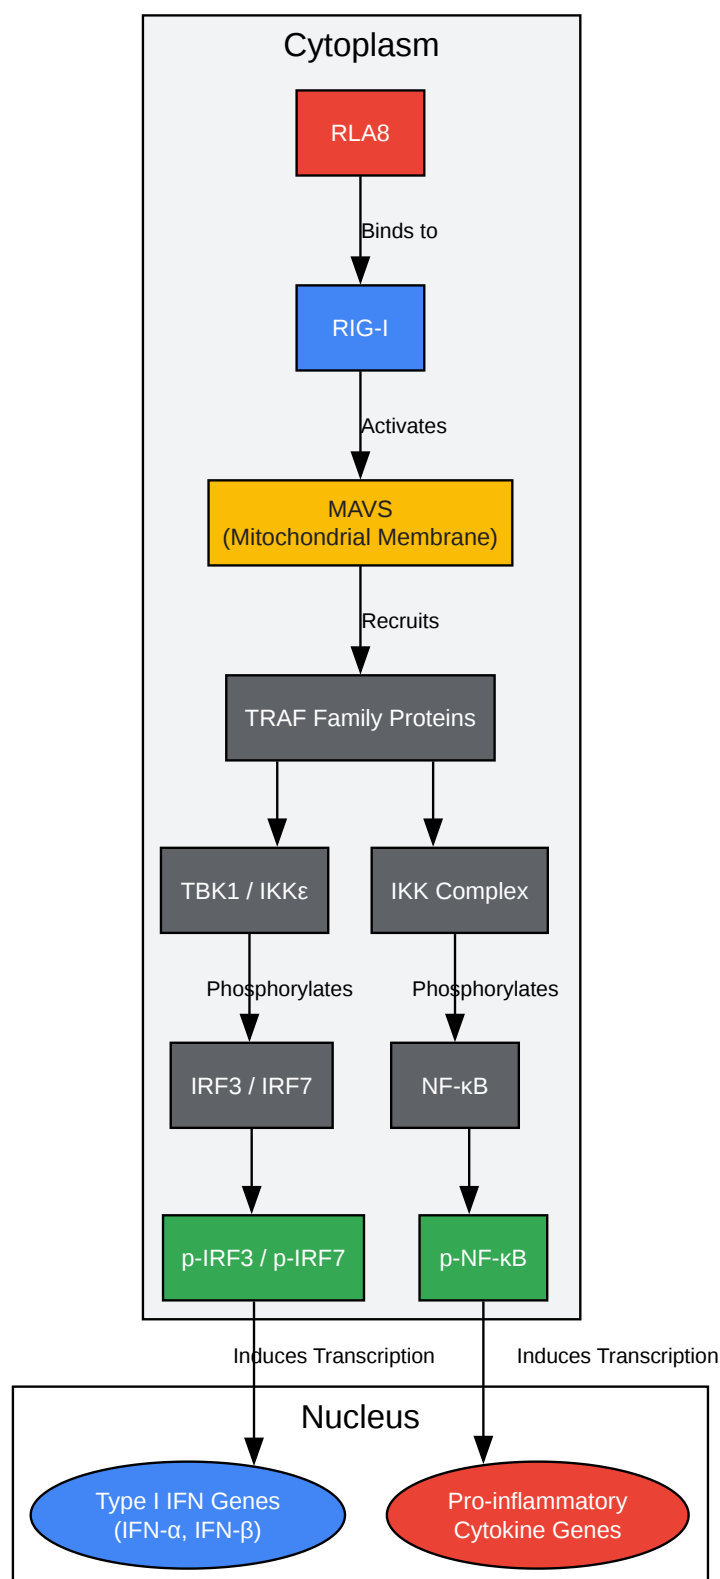 Cytoplasm
RLA8
Binds to
RIG-I
Activates
MAVS
(Mitochondrial Membrane)
Recruits
TRAF Family Proteins
TBK1 / IKKε
IKK Complex
Phosphorylates
Phosphorylates
IRF3 / IRF7
NF-κB
p-IRF3 / p-IRF7
p-NF-κB
Induces Transcription
Induces Transcription
Nucleus
Type I IFN Genes
(IFN-α, IFN-β)
Pro-inflammatory
Cytokine Genes